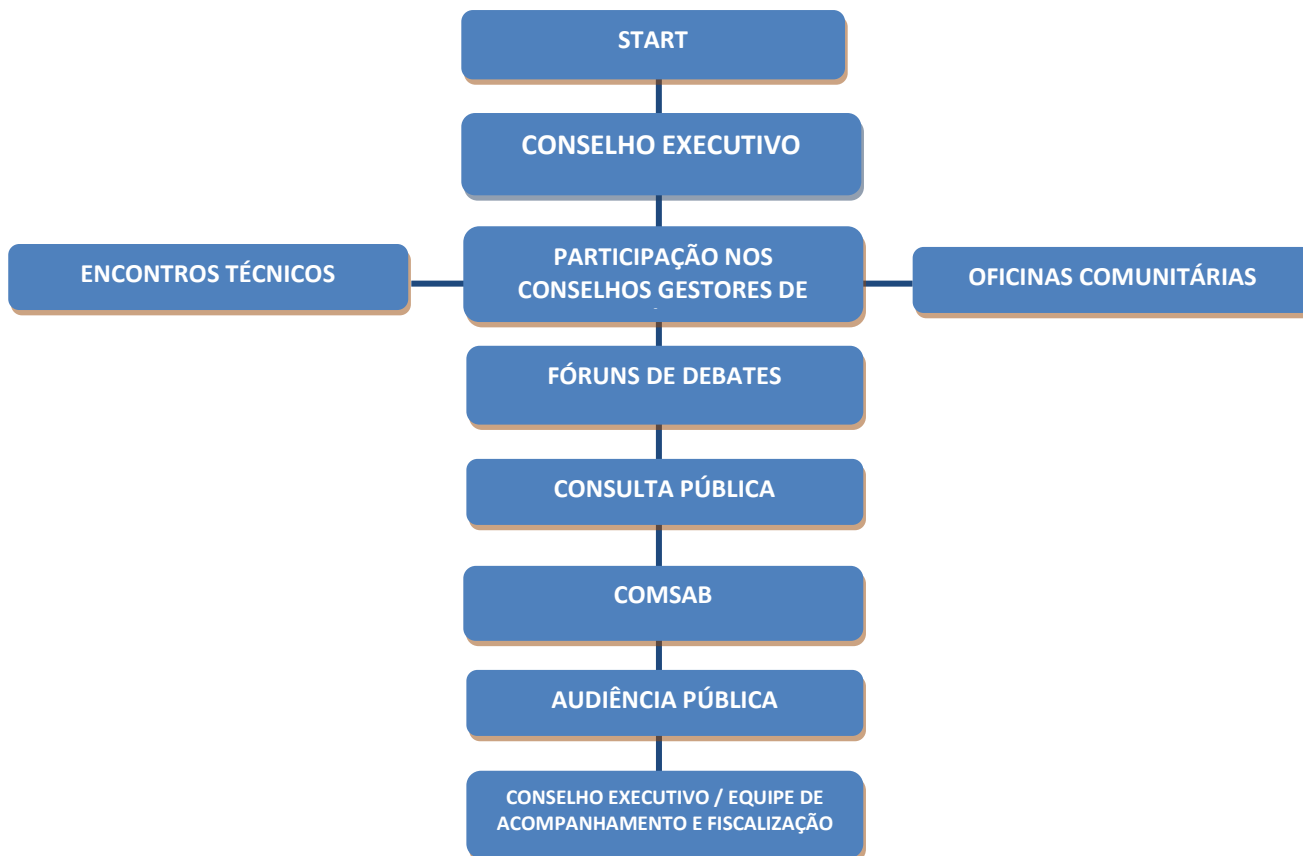 START
CONSELHO EXECUTIVO
ENCONTROS TÉCNICOS
PARTICIPAÇÃO NOS
CONSELHOS GESTORES DE
OFICINAS COMUNITÁRIAS
FÓRUNS DE DEBATES
CONSULTA PÚBLICA
COMSAB
AUDIÊNCIA PÚBLICA
CONSELHO EXECUTIVO / EQUIPE DE
ACOMPANHAMENTO E FISCALIZAÇÃO